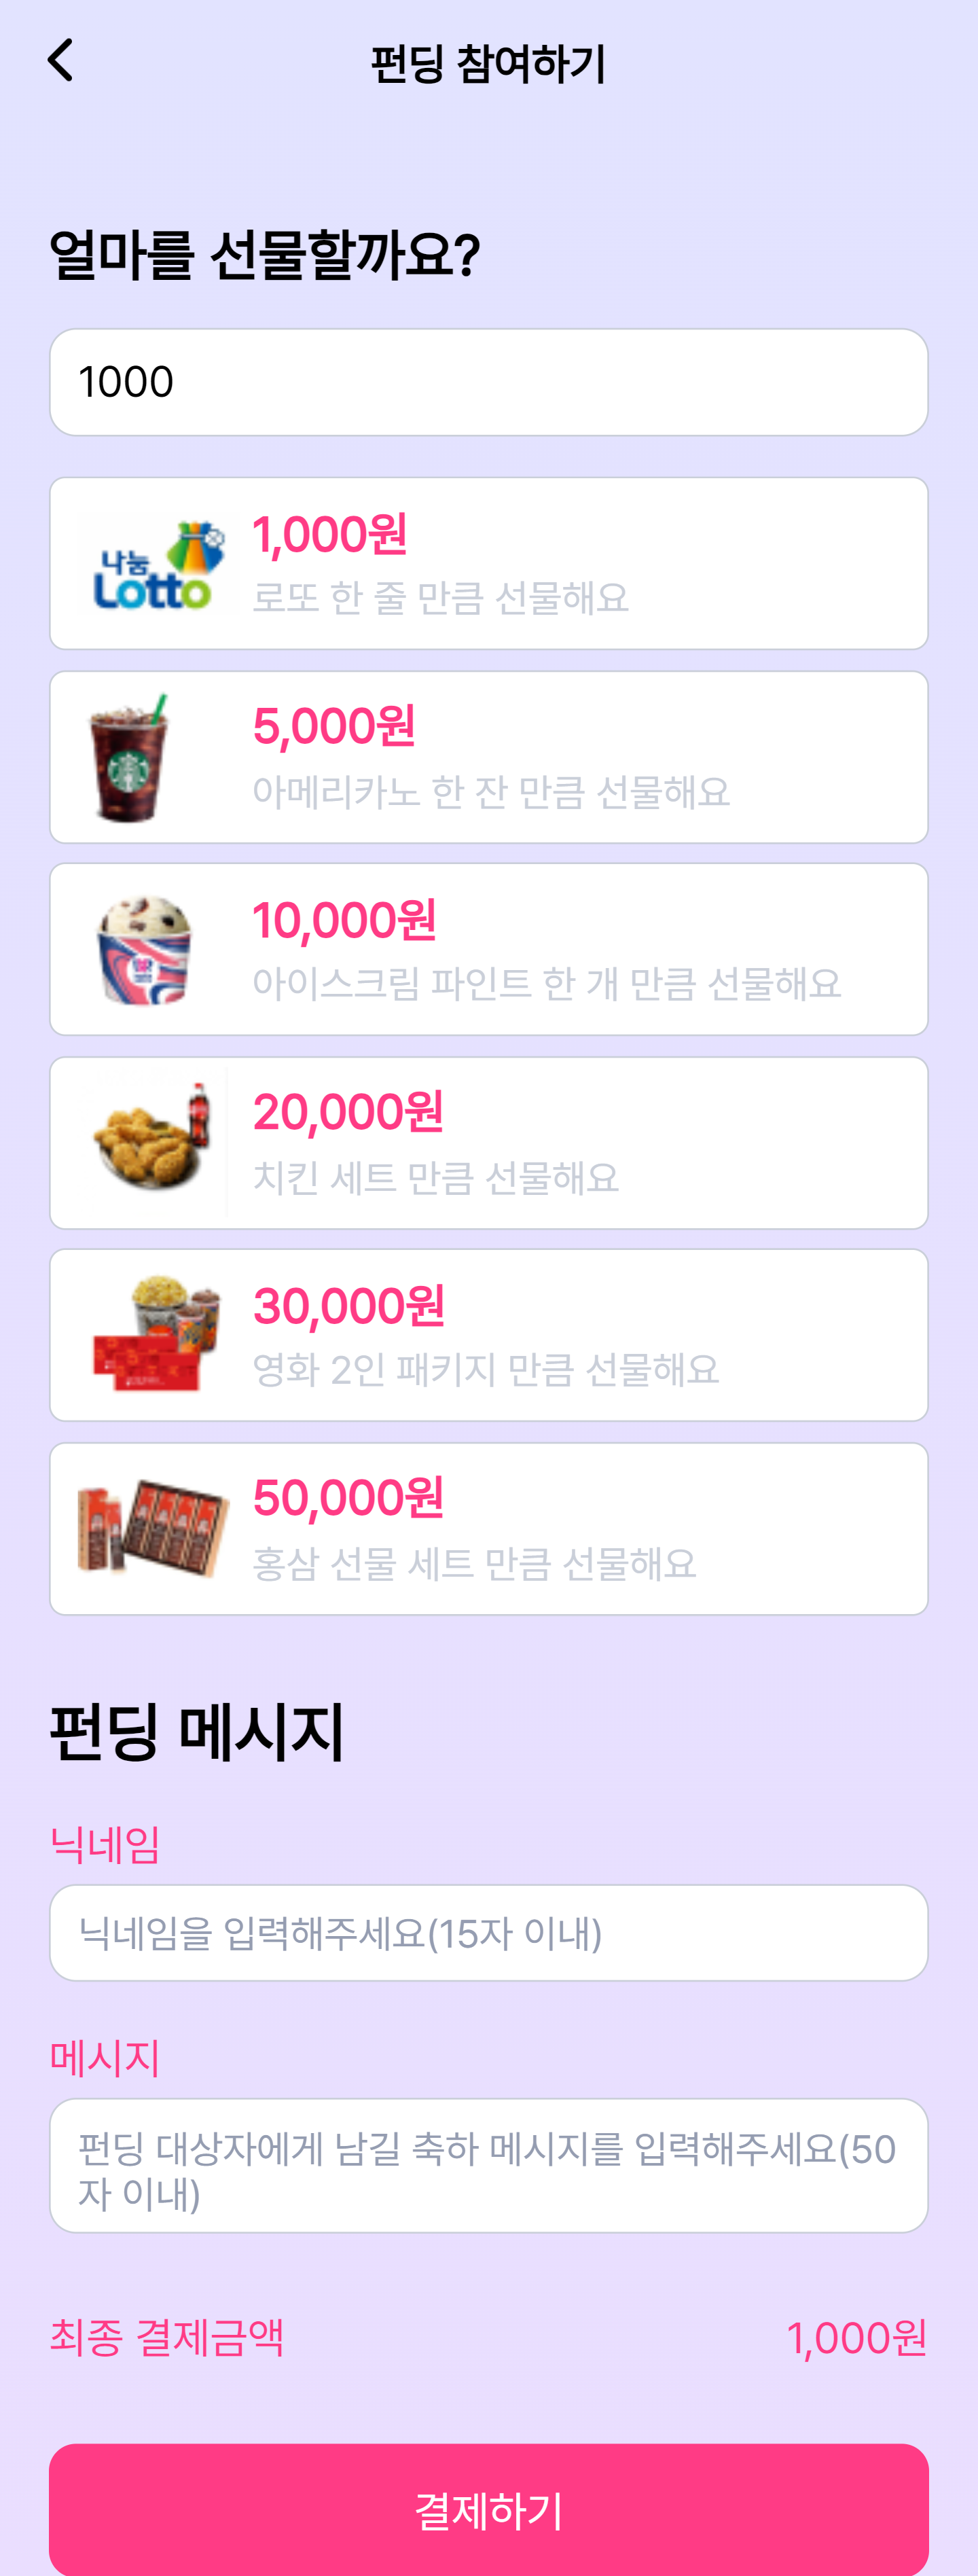 펀딩 참여하기
얼마를 선물할까요?
1000
나눔
Lotto
1,000원
로또 한 줄 만큼 선물해요
5,000원
아메리카노 한 잔 만큼 선물해요
10,000원
아이스크림 파인트 한 개 만큼 선물해요
20,000원
치킨 세트 만큼 선물해요
30,000원
영화 2인 패키지 만큼 선물해요
50,000원
홍삼 선물 세트 만큼 선물해요
펀딩 메시지
닉네임
닉네임을 입력해주세요(15자 이내)
메시지
펀딩 대상자에게 남길 축하 메시지를 입력해주세요(50
자 이내)
최종 결제금액
1,000원
결제하기